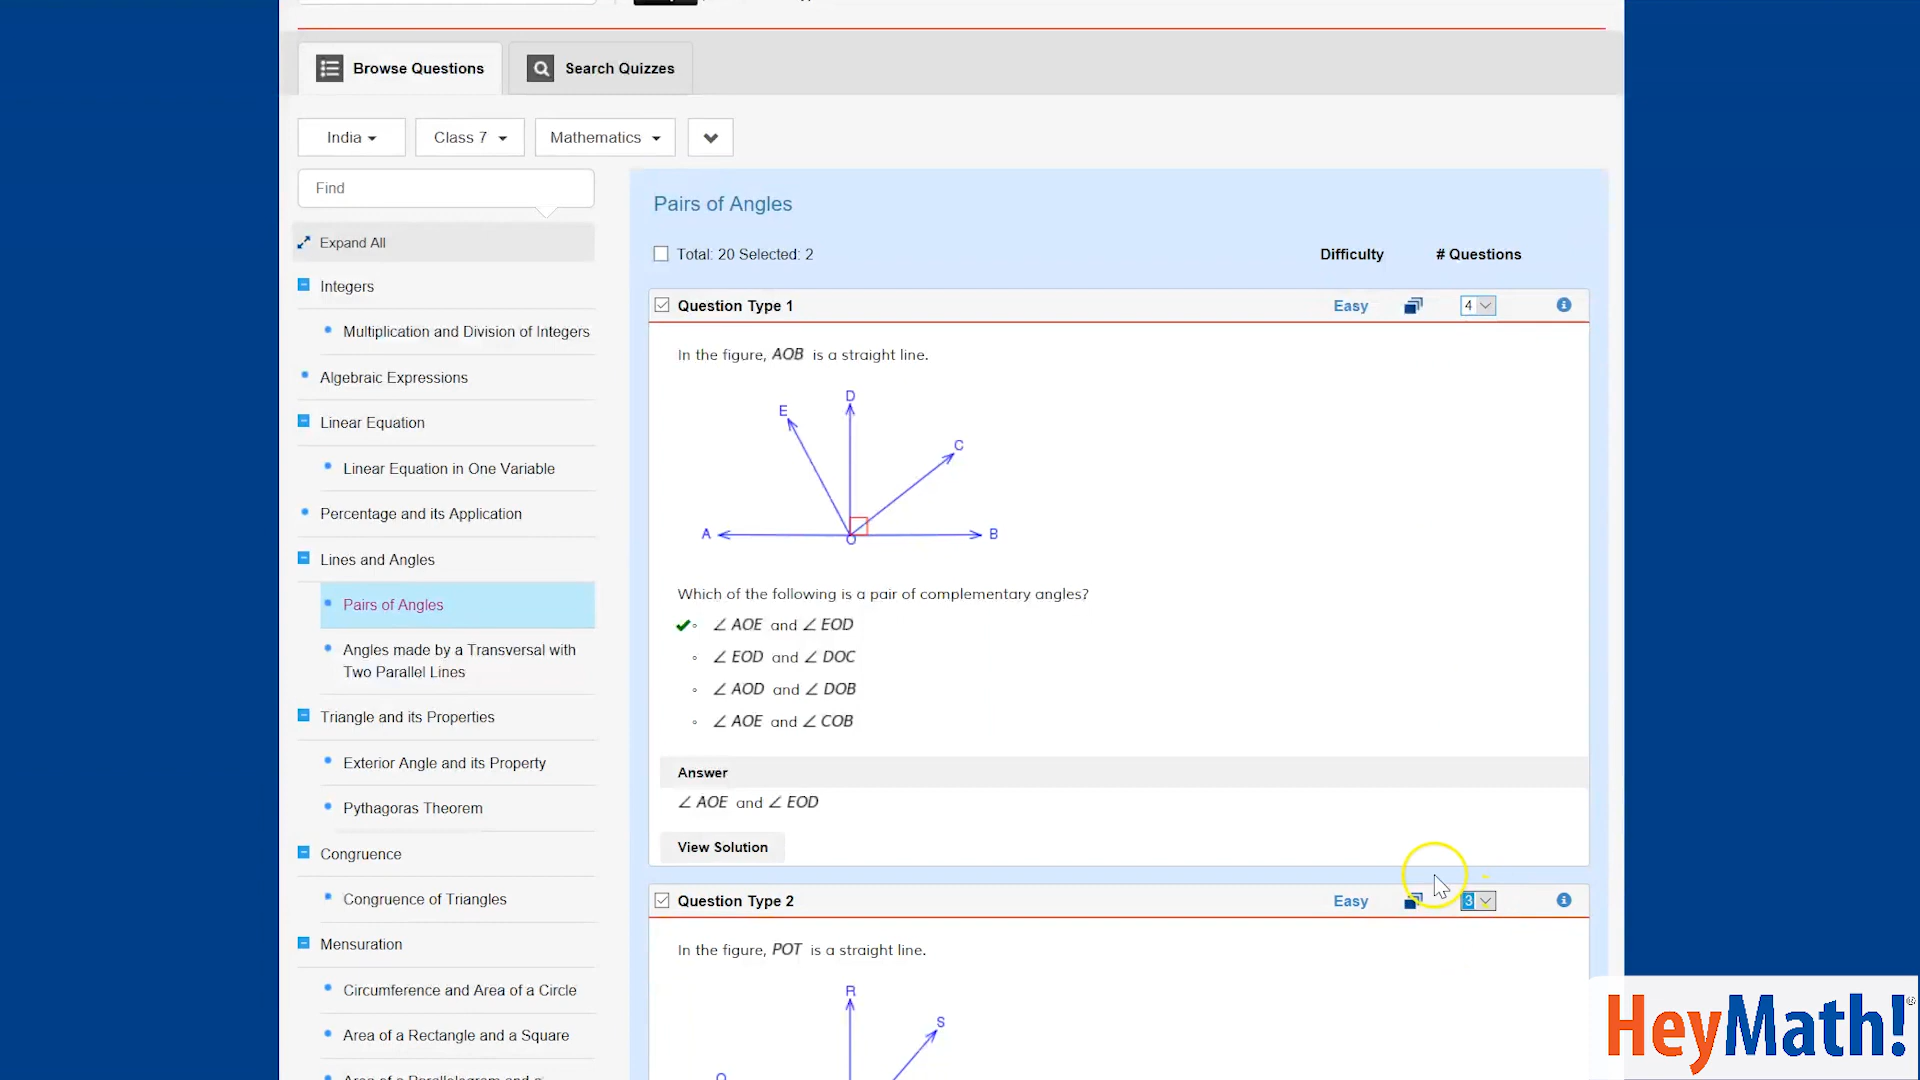 Browse Questions
Search Quizzes
India
Class 7
Mathematics
Find
Expand All
Integers
Multiplication and Division of Integers
Algebraic Expressions
Linear Equation
Linear Equation in One Variable
Percentage and its Application
Lines and Angles
Pairs of Angles
Angles made by a Transversal with
Two Parallel Lines
Triangle and its Properties
Exterior Angle and its Property
Pythagoras Theorem
Congruence
Congruence of Triangles
Mensuration
Circumference and Area of a Circle
Area of a Rectangle and a Square
Pairs of Angles
Total: 20 Selected: 2
Difficulty
# Questions
Question Type 1
Easy
4
In the figure, AOB is a straight line.
D
E
C
A
O
B
Which of the following is a pair of complementary angles?
∠ AOE and ∠ EOD
∠ EOD and ∠ DOC
∠ AOD and ∠ DOB
∠ AOE and ∠ COB
Answer
∠ AOE and ∠ EOD
View Solution
Question Type 2
Easy
3
In the figure, POT is a straight line.
R
S
HeyMath!®